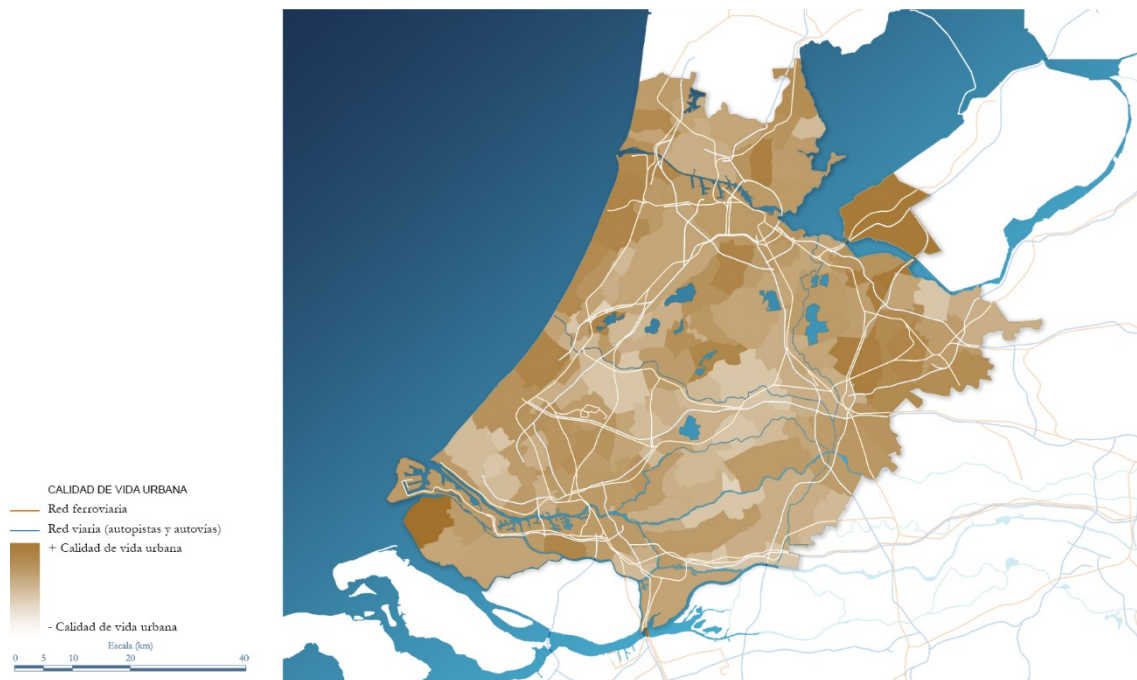 CALIDAD DE VIDA URBANA
Red ferroviaria
Red viaria (autopistas y autovías)
+ Calidad de vida urbana
- Calidad de vida urbana
Escala (km)
0 5 10 20 40